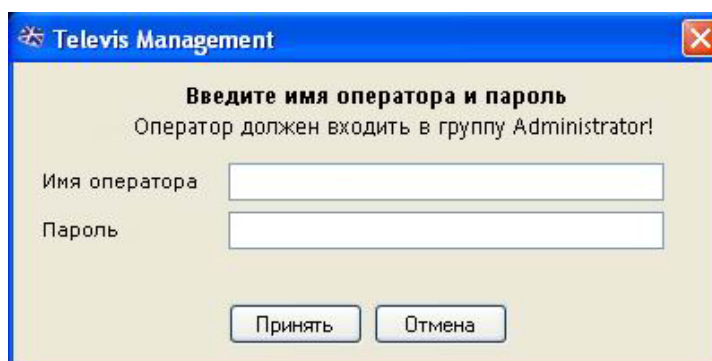 Televis Management
Введите имя оператора и пароль
Оператор должен входить в группу Administrator!
Имя оператора
Пароль
Принять Отмена